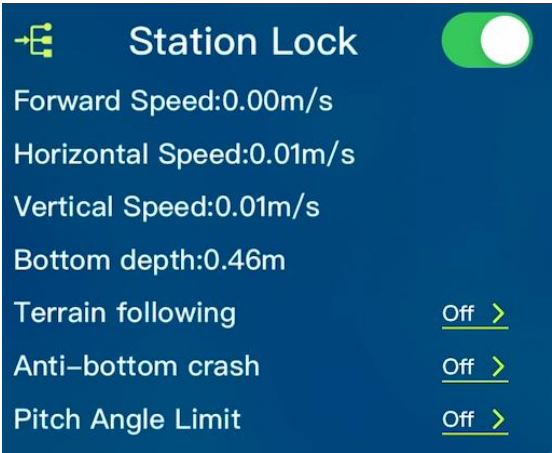 Station Lock
Forward Speed:0.00m/s
Horizontal Speed:0.01m/s
Vertical Speed:0.01m/s
Bottom depth:0.46m
Terrain following Off >
Anti-bottom crash Off >
Pitch Angle Limit Off >